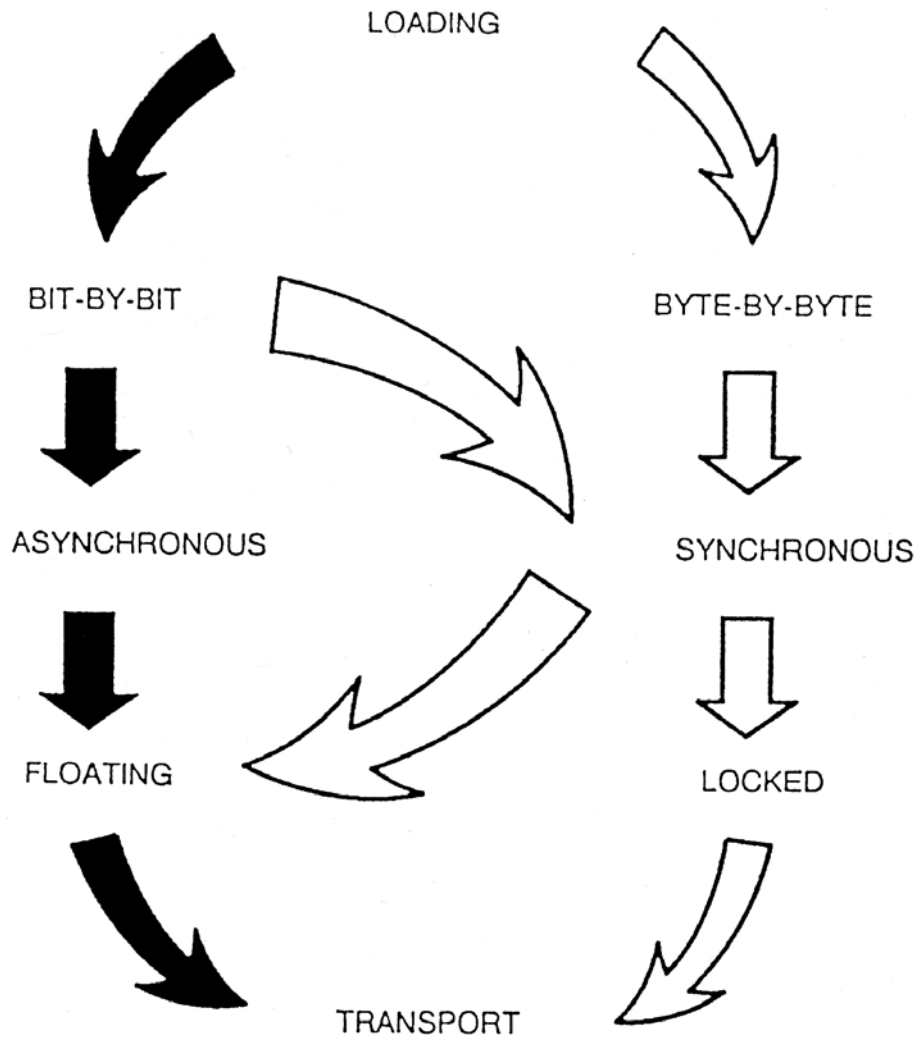 LOADING
BIT-BY-BIT
BYTE-BY-BYTE
ASYNCHRONOUS
SYNCHRONOUS
FLOATING
LOCKED
TRANSPORT